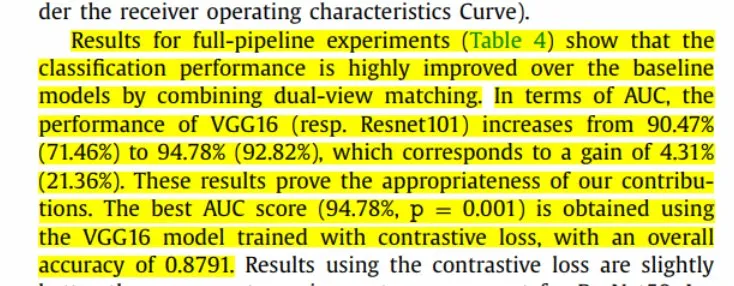 der the receiver operating characteristics Curve).
Results for full-pipeline experiments (Table 4) show that the
classification performance is highly improved over the baseline
models by combining dual-view matching. In terms of AUC, the
performance of VGG16 (resp. Resnet101) increases from 90.47%
(71.46%) to 94.78% (92.82%), which corresponds to a gain of 4.31%
(21.36%). These results prove the appropriateness of our contribu-
tions. The best AUC score (94.78%, p = 0.001) is obtained using
the VGG16 model trained with contrastive loss, with an overall
accuracy of 0.8791. Results using the contrastive loss are slightly